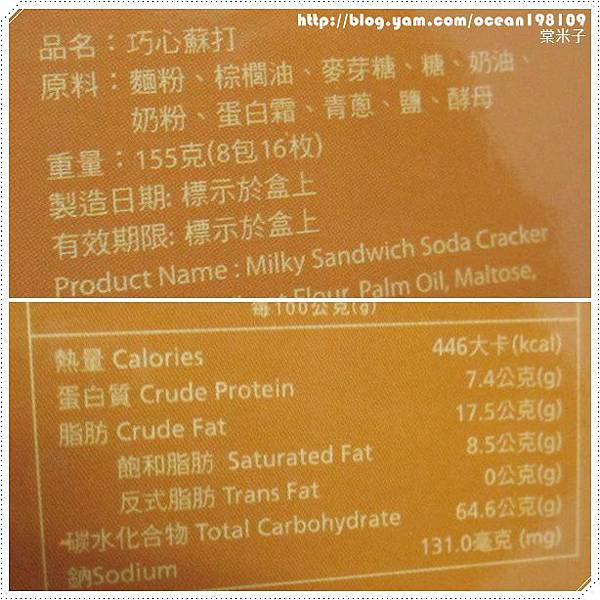 http://blog.yam.com/ocean198109
棠米子
品名：巧心蘇打
原料：麵粉、棕櫚油、麥芽糖、糖、奶油、
奶粉、蛋白霜、青蔥、鹽、酵母
重量：155克(8包16枚)
製造日期: 標示於盒上
有效期限: 標示於盒上
Product Name : Milky Sandwich Soda Cracker
Flour, Palm Oil, Maltose,
每100公克(g)
熱量 Calories 446大卡(kcal)
蛋白質 Crude Protein 7.4公克(g)
脂肪 Crude Fat 17.5公克(g)
飽和脂肪 Saturated Fat 8.5公克(g)
反式脂肪 Trans Fat 0公克(g)
碳水化合物 Total Carbohydrate 64.6公克(g)
鈉Sodium 131.0毫克 (mg)